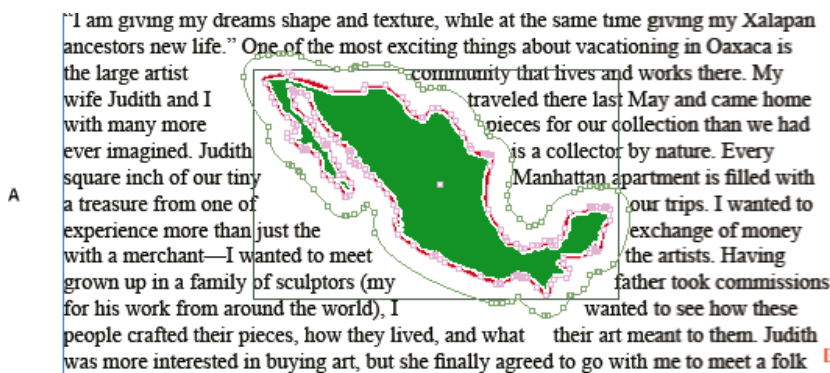 “I am giving my dreams shape and texture, while at the same time giving my Xalapan
ancestors new life.” One of the most exciting things about vacationing in Oaxaca is
the large artist community that lives and works there. My
wife Judith and I traveled there last May and came home
with many more pieces for our collection than we had
ever imagined. Judith is a collector by nature. Every
square inch of our tiny Manhattan apartment is filled with
A
a treasure from one of our trips. I wanted to
experience more than just the exchange of money
with a merchant—I wanted to meet the artists. Having
grown up in a family of sculptors (my father took commissions
for his work from around the world), I wanted to see how these
people crafted their pieces, how they lived, and what their art meant to them. Judith
was more interested in buying art, but she finally agreed to go with me to meet a folk